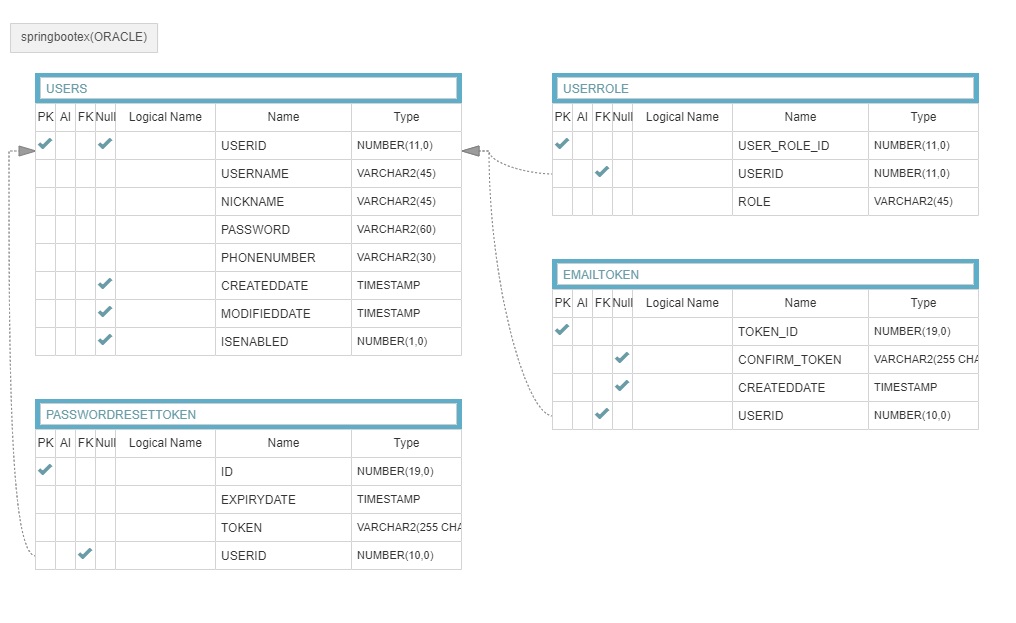 springbootex(ORACLE)
USERS
PK AI FK Null Logical Name Name Type
USERID NUMBER(11,0)
USERNAME VARCHAR2(45)
NICKNAME VARCHAR2(45)
PASSWORD VARCHAR2(60)
PHONENUMBER VARCHAR2(30)
CREATEDDATE TIMESTAMP
MODIFIEDDATE TIMESTAMP
ISENABLED NUMBER(1,0)
USERROLE
PK AI FK Null Logical Name Name Type
USER_ROLE_ID NUMBER(11,0)
USERID NUMBER(11,0)
ROLE VARCHAR2(45)
EMAILTOKEN
PK AI FK Null Logical Name Name Type
TOKEN_ID NUMBER(19,0)
CONFIRM_TOKEN VARCHAR2(255 CHA
CREATEDDATE TIMESTAMP
USERID NUMBER(10,0)
PASSWORDRESETTOKEN
PK AI FK Null Logical Name Name Type
ID NUMBER(19,0)
EXPIRYDATE TIMESTAMP
TOKEN VARCHAR2(255 CHA
USERID NUMBER(10,0)